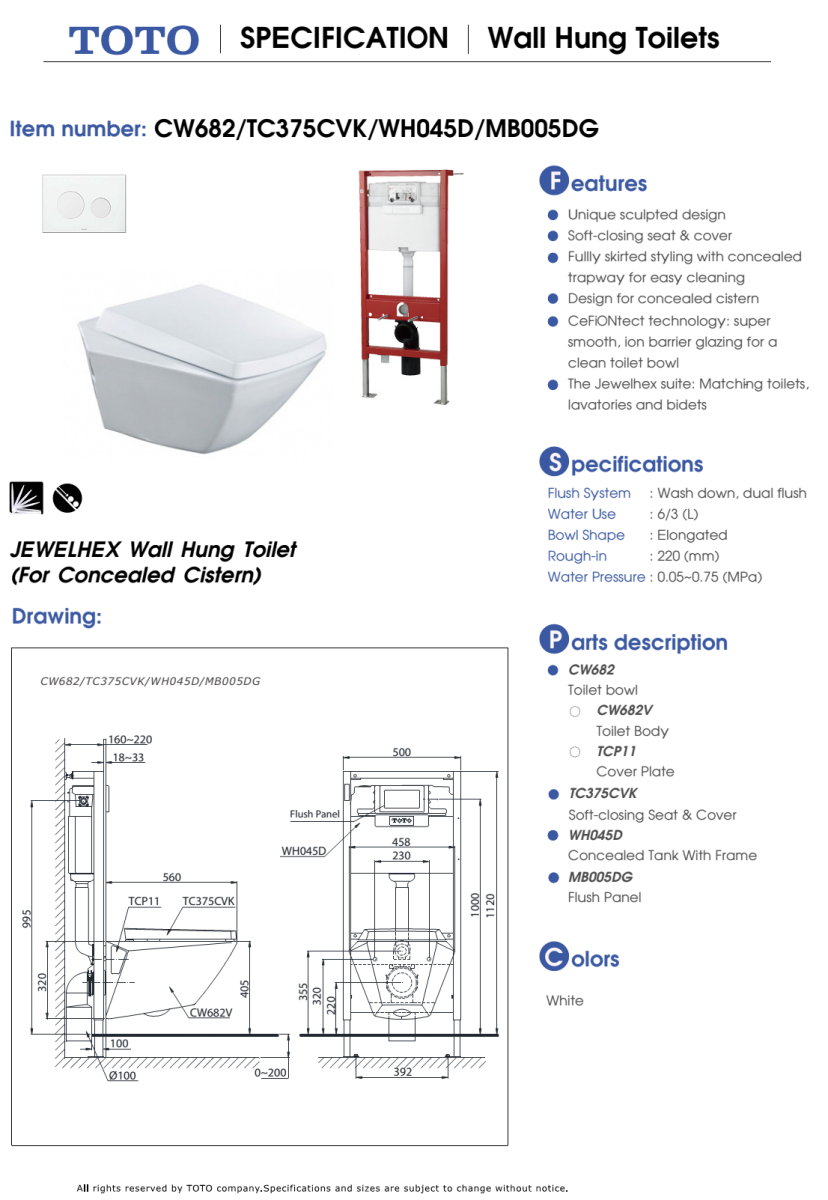 TOTO | SPECIFICATION | Wall Hung Toilets
Item number: CW682/TC375CVK/WH045D/MB005DG
JEWELHEX Wall Hung Toilet
(For Concealed Cistern)
Drawing:
CW682/TC375CVK/WH045D/MB005DG
160~220
18~33
560
TCP11
TC375CVK
995
320
405
CW682V
100
Ø100
0~200
500
Flush Panel
TOTO
WH045D
458
230
1000
1120
355
320
220
392
Features
Unique sculpted design
Soft-closing seat & cover
Fullly skirted styling with concealed
trapway for easy cleaning
Design for concealed cistern
CeFiONtect technology: super
smooth, ion barrier glazing for a
clean toilet bowl
The Jewelhex suite: Matching toilets,
lavatories and bidets
Specifications
Flush System : Wash down, dual flush
Water Use : 6/3 (L)
Bowl Shape : Elongated
Rough-in : 220 (mm)
Water Pressure : 0.05~0.75 (MPa)
Parts description
CW682
Toilet bowl
CW682V
Toilet Body
TCP11
Cover Plate
TC375CVK
Soft-closing Seat & Cover
WH045D
Concealed Tank With Frame
MB005DG
Flush Panel
Colors
White
All rights reserved by TOTO company.Specifications and sizes are subject to change without notice.